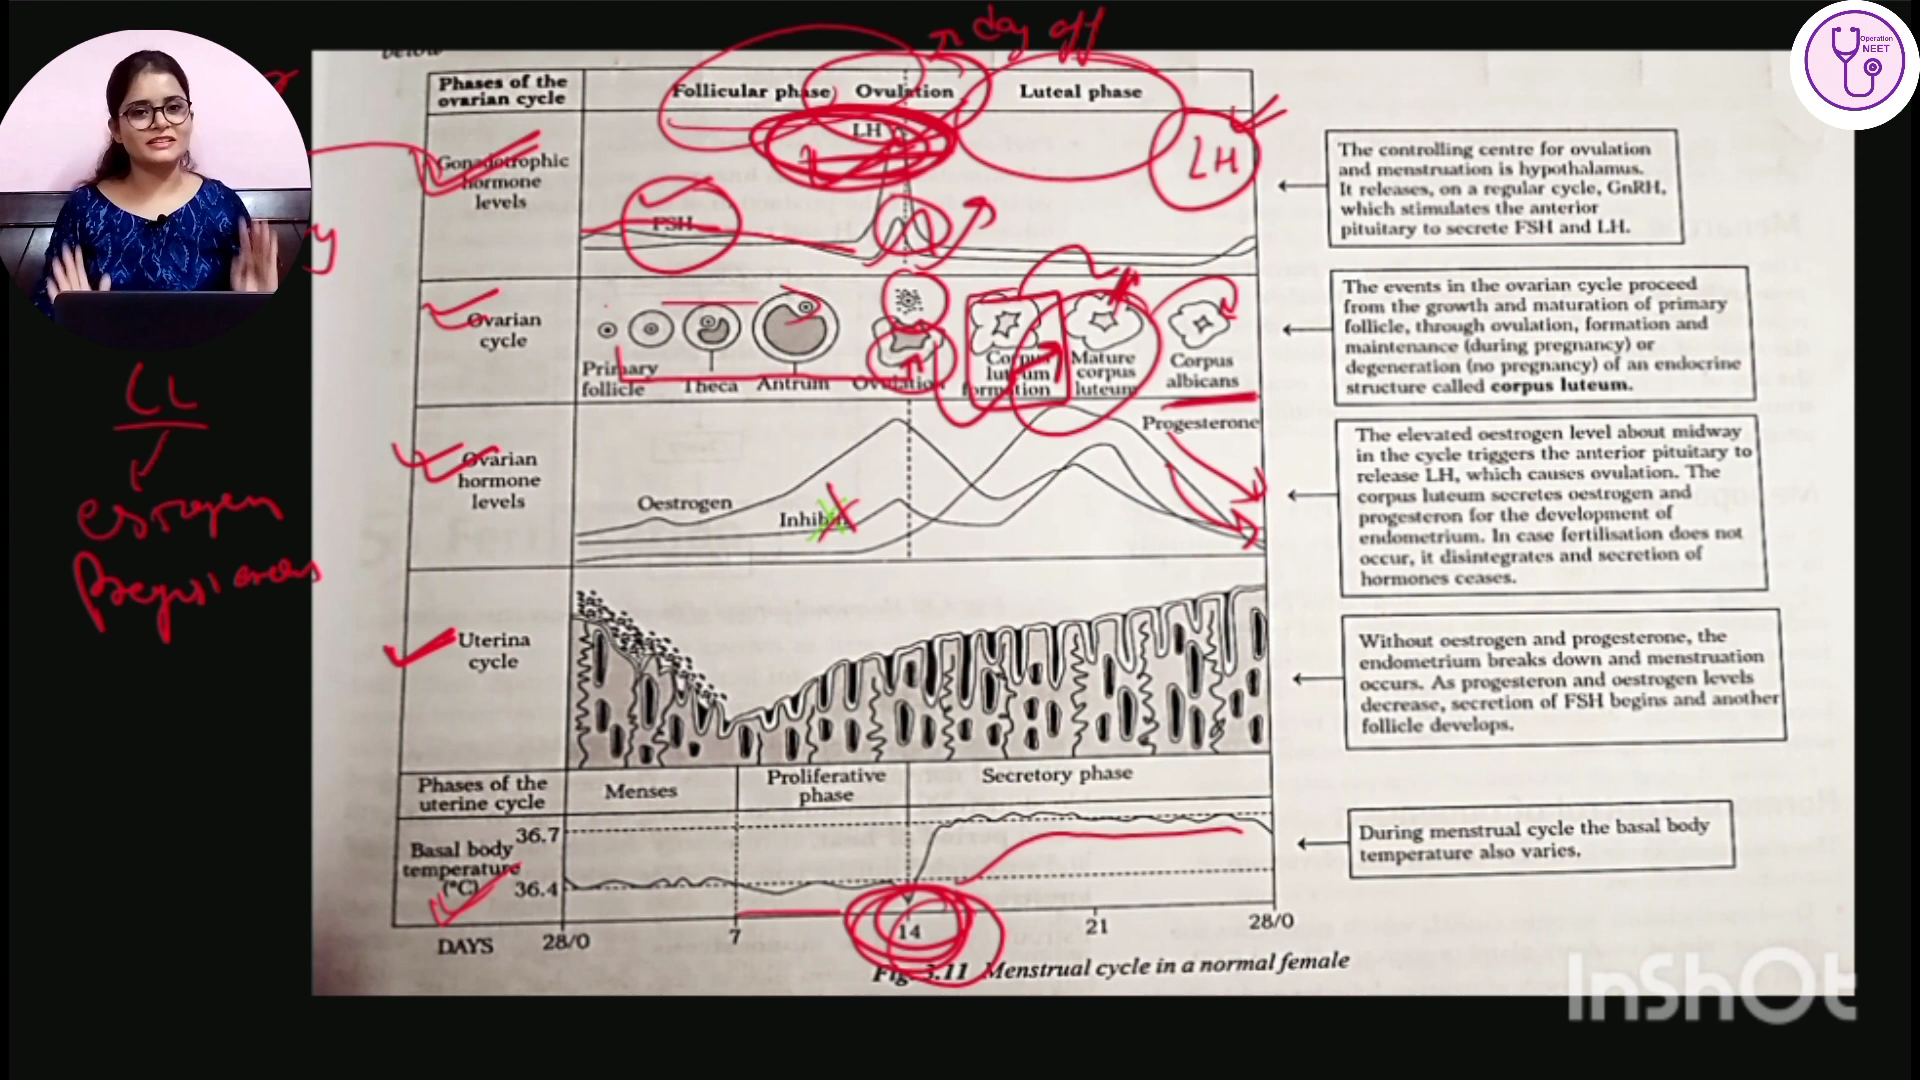 below
day off
Operation
NEET
Phases of the
ovarian cycle
Follicular phase
Ovulation
Luteal phase
Gonadotrophic
hormone
levels
LH
FSH
LH
The controlling centre for ovulation
and menstruation is hypothalamus.
It releases, on a regular cycle, GnRH,
which stimulates the anterior
pituitary to secrete FSH and LH.
Ovarian
cycle
Primary
follicle
Theca
Antrum
Ovulation
Corpus
luteum
formation
Mature
corpus
luteum
Corpus
albicans
The events in the ovarian cycle proceed
from the growth and maturation of primary
follicle, through ovulation, formation and
maintenance (during pregnancy) or
degeneration (no pregnancy) of an endocrine
structure called corpus luteum.
CL
estrogen
Ovarian
hormone
levels
Oestrogen
Inhibin
Progesterone
The elevated oestrogen level about midway
in the cycle triggers the anterior pituitary to
release LH, which causes ovulation. The
corpus luteum secretes oestrogen and
progesteron for the development of
endometrium. In case fertilisation does not
occur, it disintegrates and secretion of
hormones ceases.
Uterina
cycle
Without oestrogen and progesterone, the
endometrium breaks down and menstruation
occurs. As progesteron and oestrogen levels
decrease, secretion of FSH begins and another
follicle develops.
Phases of the
uterine cycle
Menses
Proliferative
phase
Secretory phase
Basal body
temperature
(°C)
36.7
36.4
During menstrual cycle the basal body
temperature also varies.
DAYS
28/0
7
14
21
28/0
Fig. 3.11 Menstrual cycle in a normal female
InShOt